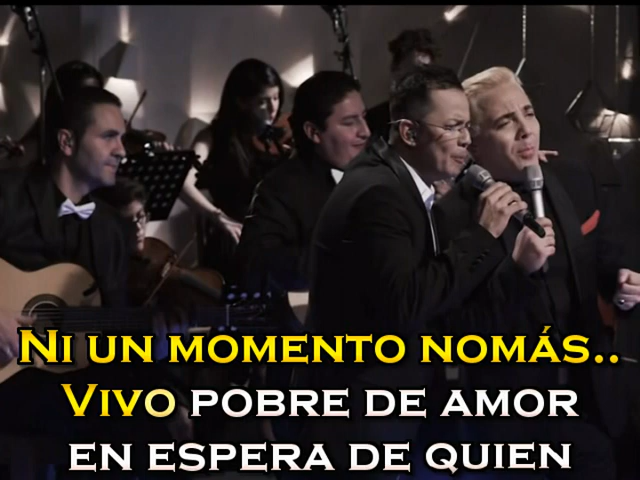 Ni un momento nomás..
Vivo pobre de amor
en espera de quien